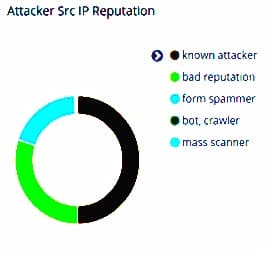 Attacker Src IP Reputation
known attacker
bad reputation
form spammer
bot, crawler
mass scanner